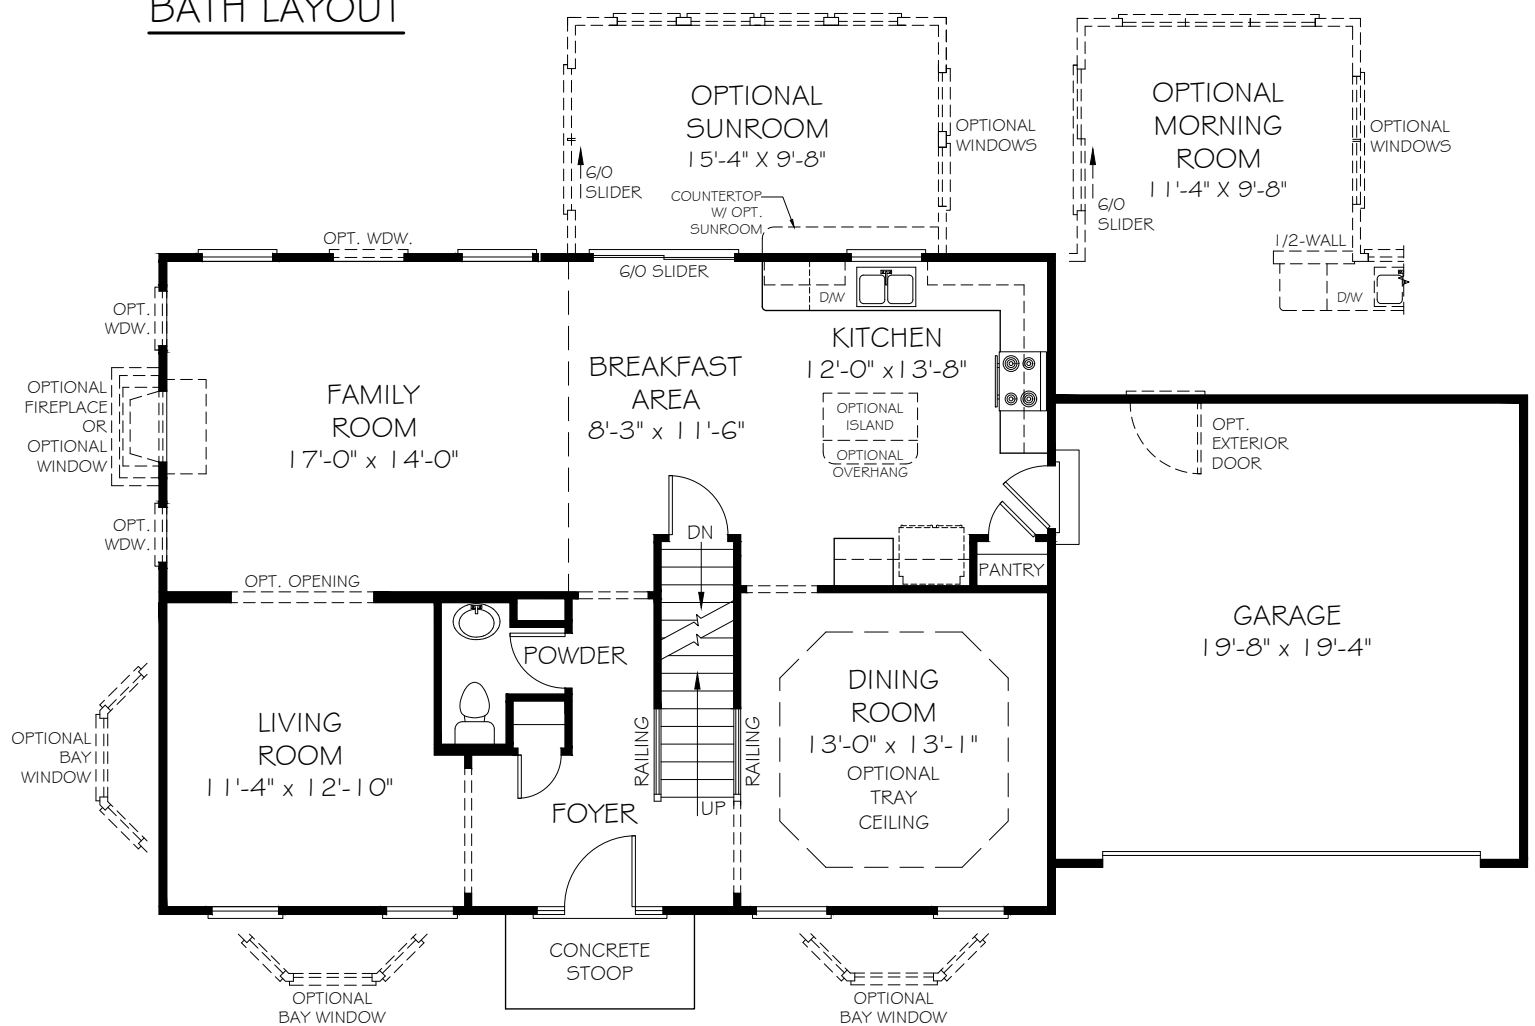 BATH LAYOUT
OPTIONAL
SUNROOM
15'-4" X 9'-8"
OPTIONAL
WINDOWS
6/0
SLIDER
COUNTERTOP
W/ OPT.
SUNROOM
OPTIONAL
MORNING
ROOM
11'-4" X 9'-8"
OPTIONAL
WINDOWS
6/0
SLIDER
1/2-WALL
D/W
OPT. WDW.
6/0 SLIDER
D/W
OPT.
WDW.
KITCHEN
12'-0" x13'-8"
OPTIONAL
ISLAND
OPTIONAL
OVERHANG
BREAKFAST
AREA
8'-3" x 11'-6"
FAMILY
ROOM
17'-0" x 14'-0"
OPTIONAL
FIREPLACE
OR
OPTIONAL
WINDOW
OPT.
WDW.
OPT.
EXTERIOR
DOOR
DN
PANTRY
OPT. OPENING
GARAGE
19'-8" x 19'-4"
POWDER
LIVING
ROOM
11'-4" x 12'-10"
OPTIONAL
BAY
WINDOW
RAILING
RAILING
DINING
ROOM
13'-0" x 13'-1"
OPTIONAL
TRAY
CEILING
UP
FOYER
CONCRETE
STOOP
OPTIONAL
BAY WINDOW
OPTIONAL
BAY WINDOW